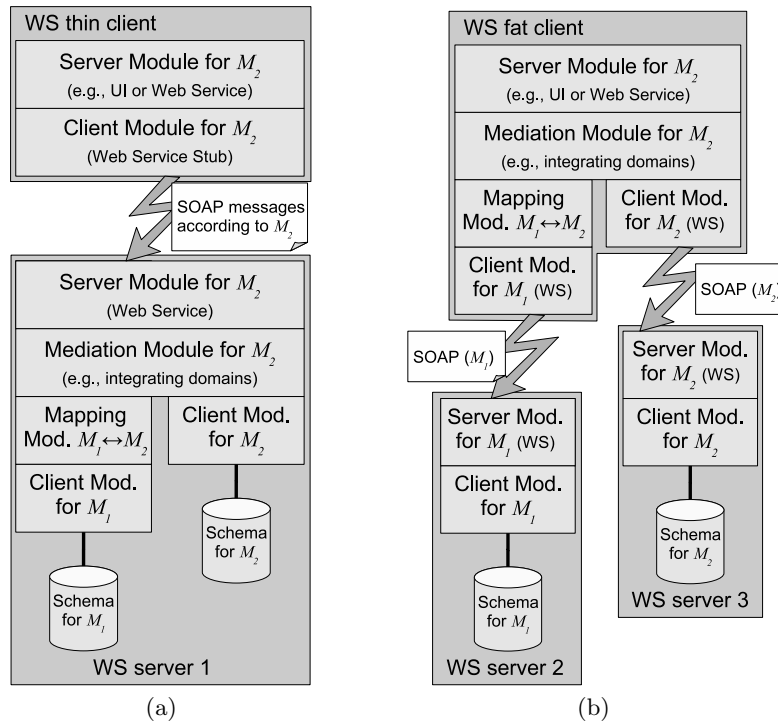 WS thin client
Server Module for M₂
(e.g., UI or Web Service)
Client Module for M₂
(Web Service Stub)
SOAP messages
according to M₂
Server Module for M₂
(Web Service)
Mediation Module for M₂
(e.g., integrating domains)
Mapping
Mod. M₁↔M₂
Client Mod.
for M₂
Client Mod.
for M₁
Schema
for M₂
Schema
for M₁
WS server 1
(a)
WS fat client
Server Module for M₂
(e.g., UI or Web Service)
Mediation Module for M₂
(e.g., integrating domains)
Mapping
Mod. M₁↔M₂
Client Mod.
for M₂ (WS)
Client Mod.
for M₁ (WS)
SOAP (M₂)
SOAP (M₁)
Server Mod.
for M₂ (WS)
Client Mod.
for M₂
Server Mod.
for M₁ (WS)
Client Mod.
for M₁
Schema
for M₂
WS server 3
Schema
for M₁
WS server 2
(b)